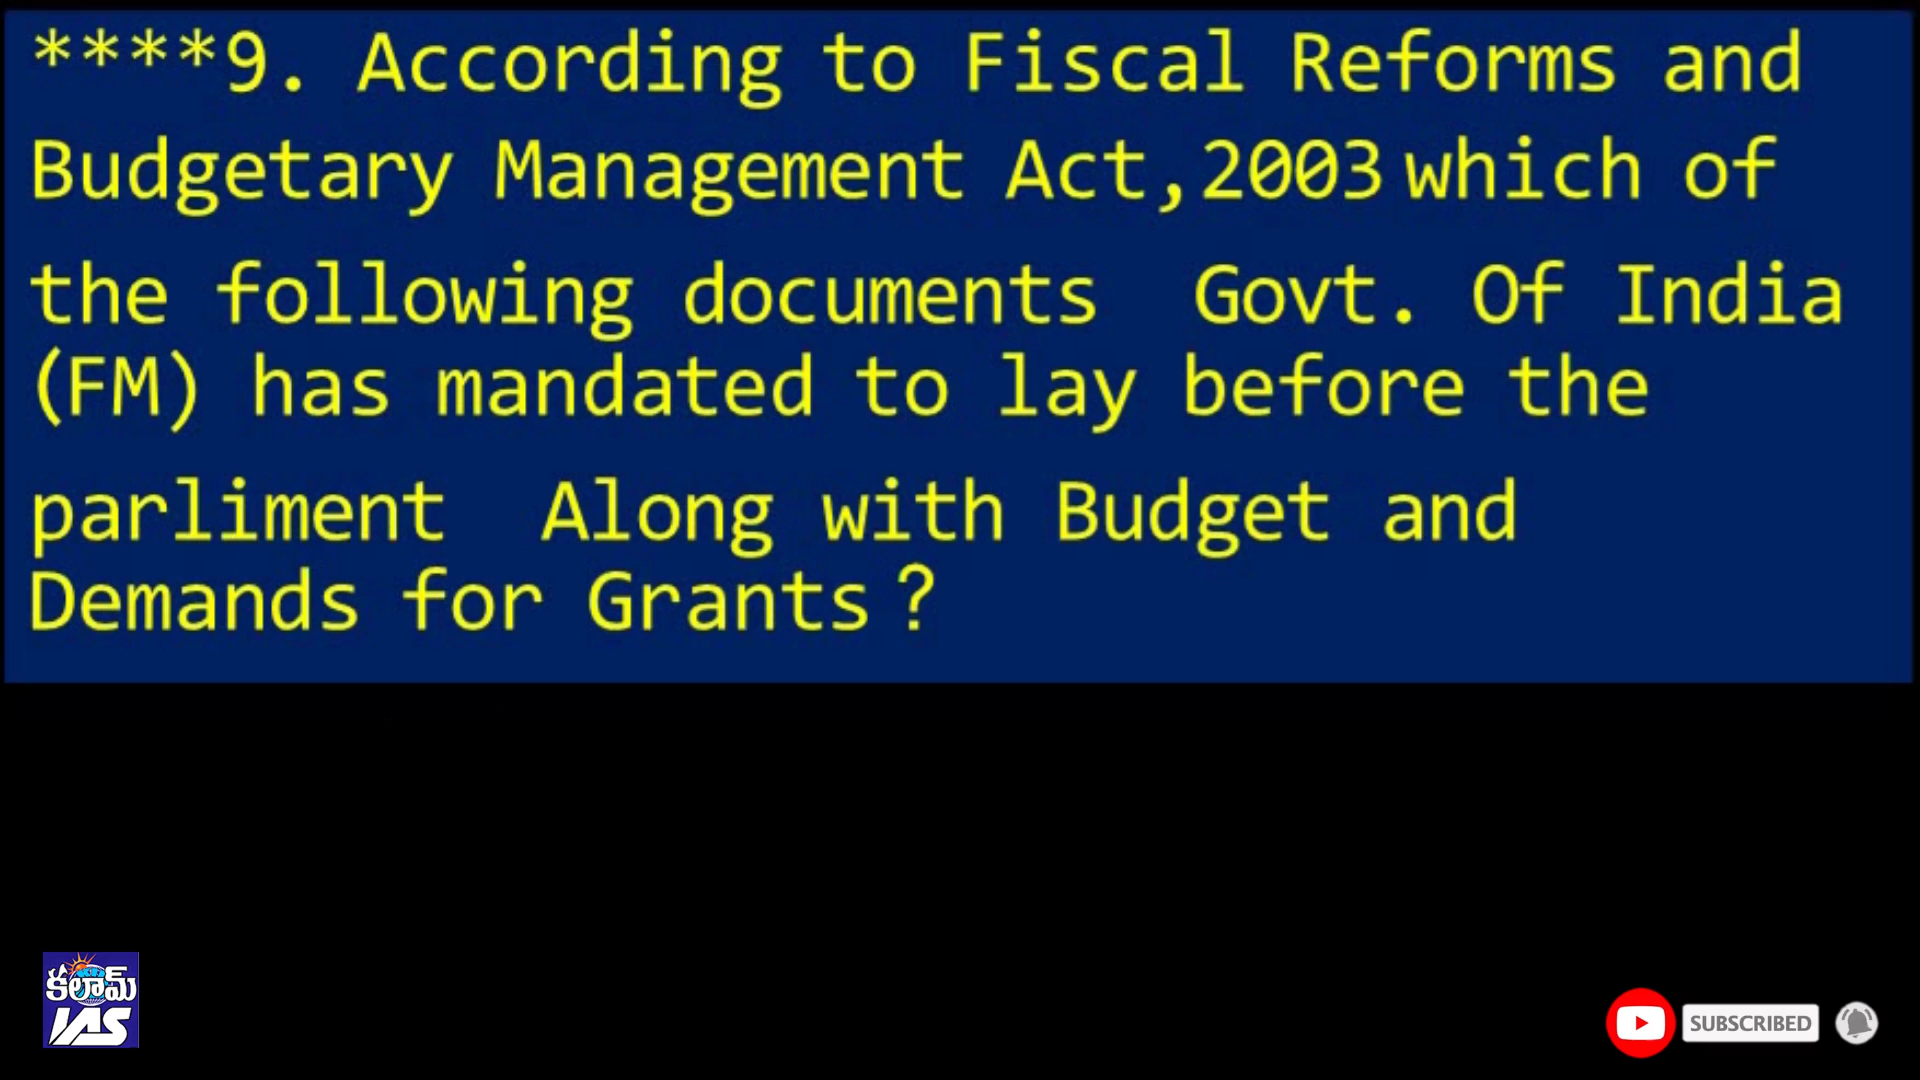 ****9. According to Fiscal Reforms and
Budgetary Management Act,2003 which of
the following documents Govt. Of India
(FM) has mandated to lay before the
parliment Along with Budget and
Demands for Grants?
కలామ్
IAS
SUBSCRIBED